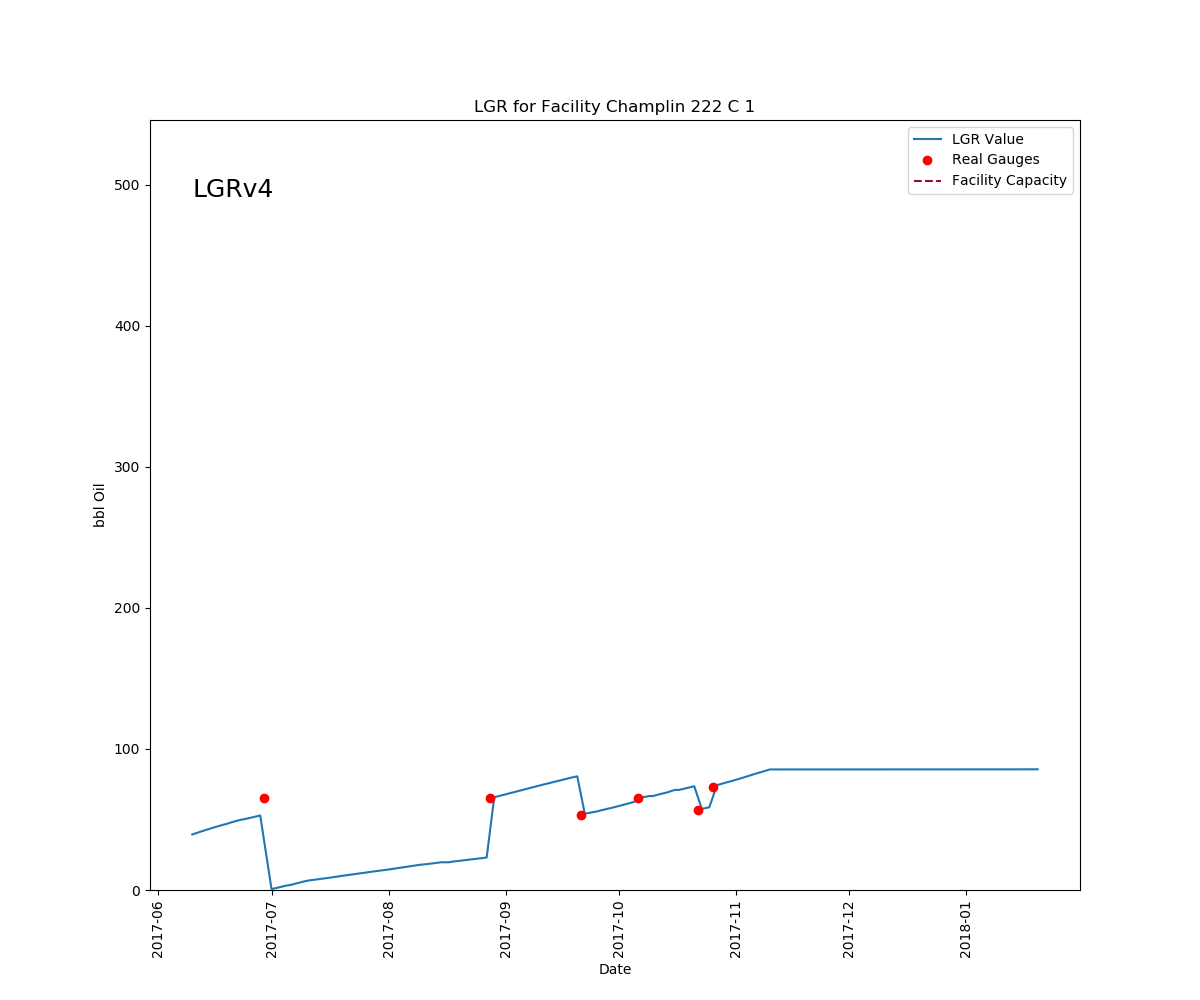 LGR for Facility Champlin 222 C 1
LGR Value
Real Gauges
Facility Capacity
LGRv4
500
400
300
200
100
0
bbl Oil
2017-06
2017-07
2017-08
2017-09
2017-10
2017-11
2017-12
2018-01
Date